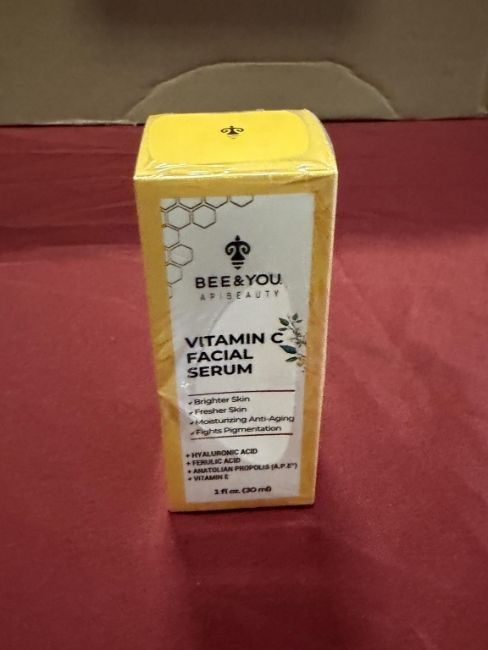 BEE&YOU
APIBEAUTY
VITAMIN C
FACIAL
SERUM
✓Brighter Skin
✓Fresher Skin
✓Moisturizing Anti-Aging
✓Fights Pigmentation
+ HYALURONIC ACID
+ FERULIC ACID
+ ANATOLIAN PROPOLIS (A.P.E*)
+ VITAMIN E
1 fl oz. (30 ml)